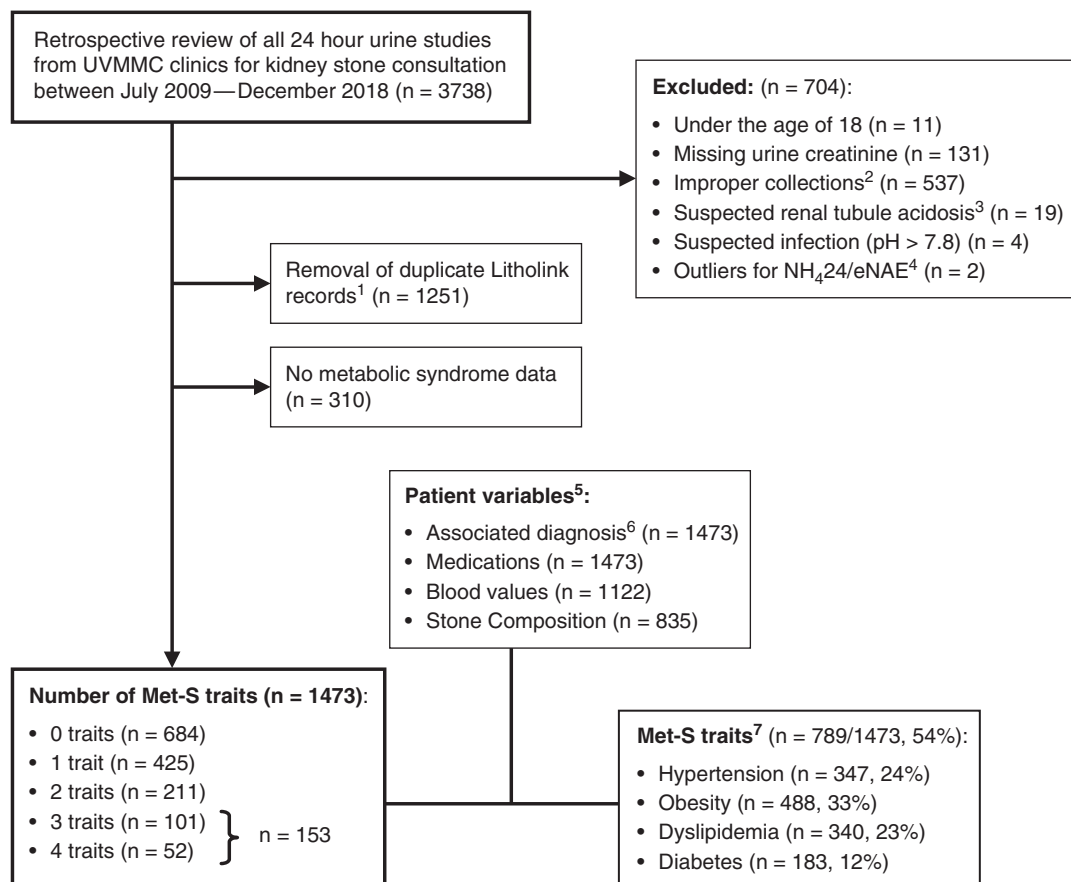 Retrospective review of all 24 hour urine studies
from UVMMC clinics for kidney stone consultation
between July 2009—December 2018 (n = 3738)
Excluded: (n = 704):
• Under the age of 18 (n = 11)
• Missing urine creatinine (n = 131)
• Improper collections² (n = 537)
• Suspected renal tubule acidosis³ (n = 19)
• Suspected infection (pH > 7.8) (n = 4)
• Outliers for NH₄24/eNAE⁴ (n = 2)
Removal of duplicate Litholink
records¹ (n = 1251)
No metabolic syndrome data
(n = 310)
Patient variables⁵:
• Associated diagnosis⁶ (n = 1473)
• Medications (n = 1473)
• Blood values (n = 1122)
• Stone Composition (n = 835)
Number of Met-S traits (n = 1473):
• 0 traits (n = 684)
• 1 trait (n = 425)
• 2 traits (n = 211)
• 3 traits (n = 101)
• 4 traits (n = 52)
n = 153
Met-S traits⁷ (n = 789/1473, 54%):
• Hypertension (n = 347, 24%)
• Obesity (n = 488, 33%)
• Dyslipidemia (n = 340, 23%)
• Diabetes (n = 183, 12%)